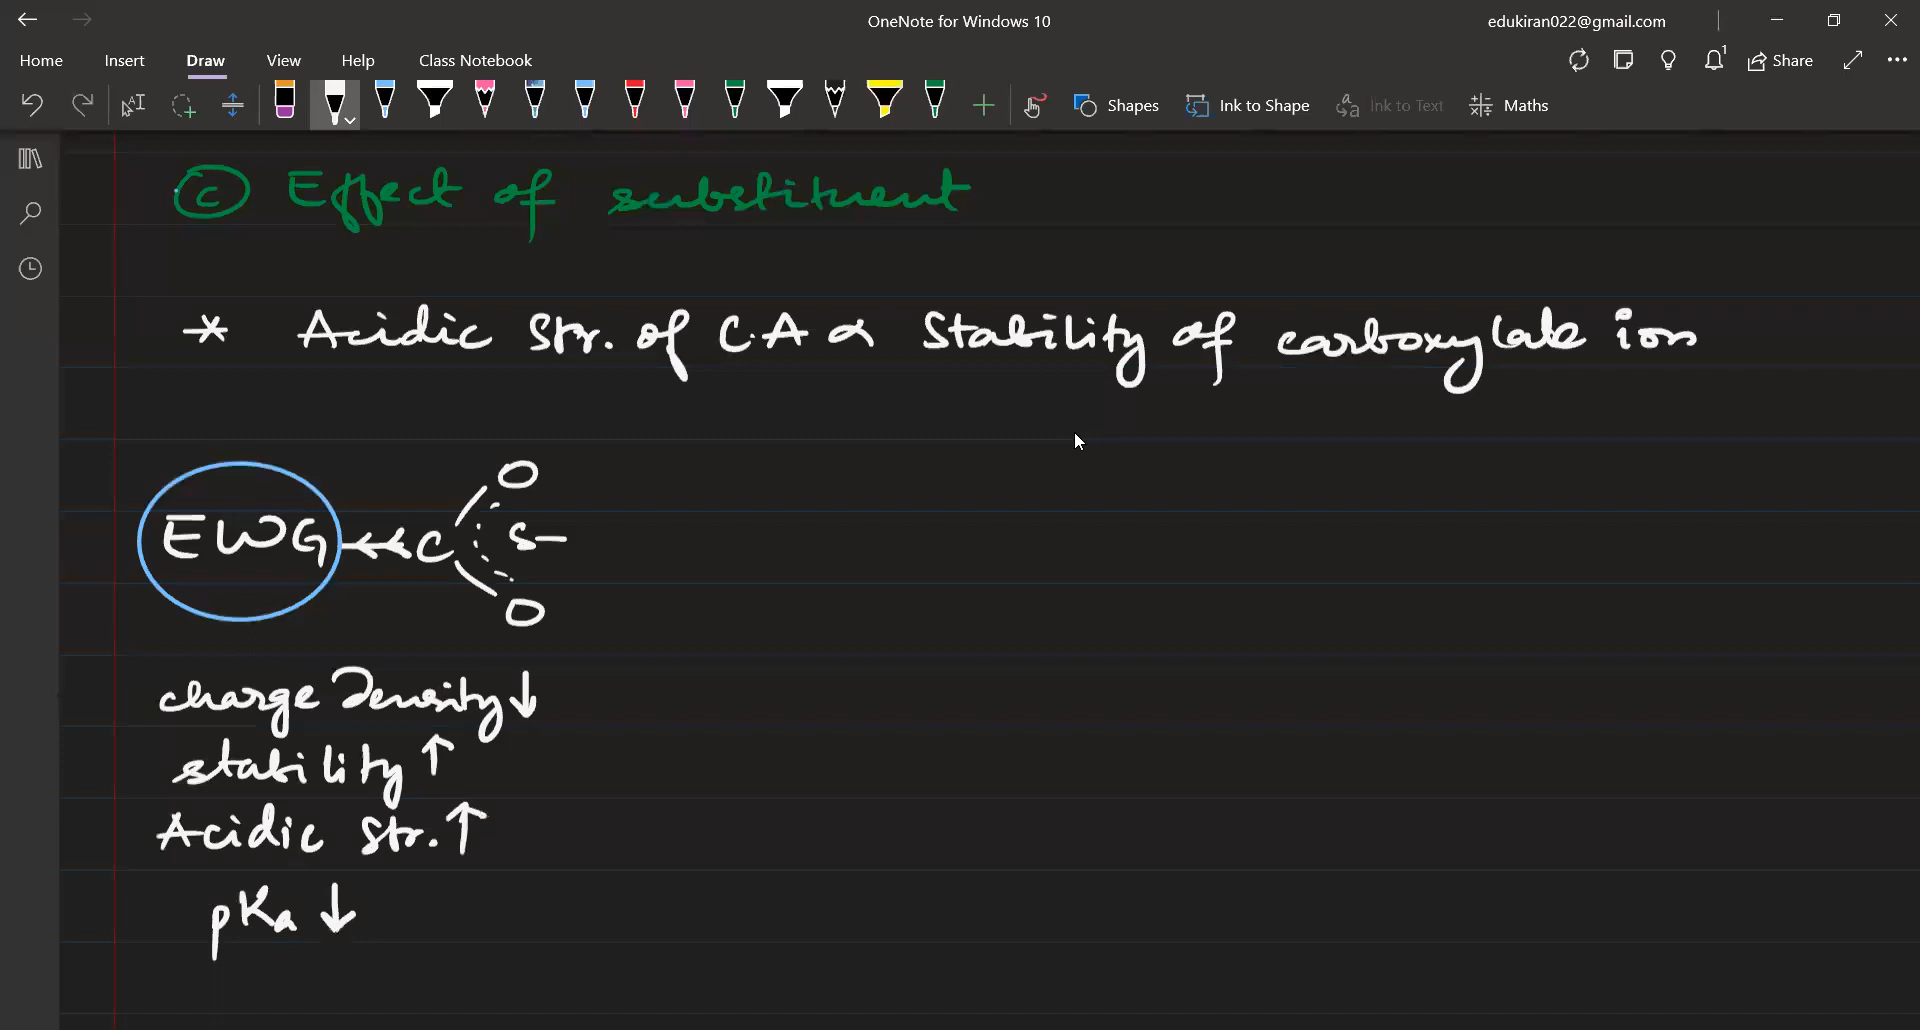 OneNote for Windows 10
edukiran022@gmail.com
Home Insert Draw View Help Class Notebook
1 Share
Shapes Ink to Shape Ink to Text Maths
C Effect of substituent
* Acidic Str. of C.A ∝ Stability of carboxylate ion
O
EWG C S-
O
charge Density ↓
stability ↑
Acidic Str. ↑
pKa ↓